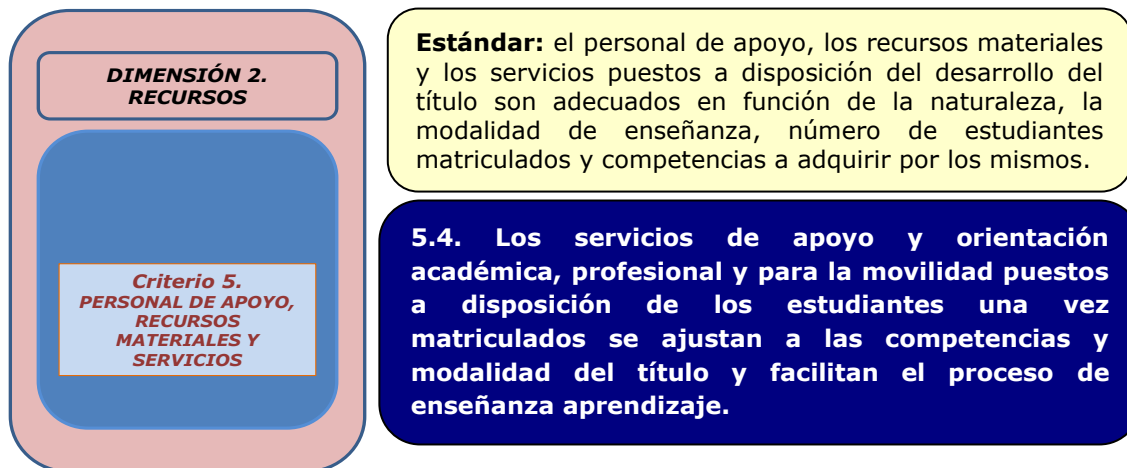 DIMENSIÓN 2.
RECURSOS
Criterio 5.
PERSONAL DE APOYO,
RECURSOS
MATERIALES Y
SERVICIOS
Estándar: el personal de apoyo, los recursos materiales
y los servicios puestos a disposición del desarrollo del
título son adecuados en función de la naturaleza, la
modalidad de enseñanza, número de estudiantes
matriculados y competencias a adquirir por los mismos.
5.4. Los servicios de apoyo y orientación
académica, profesional y para la movilidad puestos
a disposición de los estudiantes una vez
matriculados se ajustan a las competencias y
modalidad del título y facilitan el proceso de
enseñanza aprendizaje.